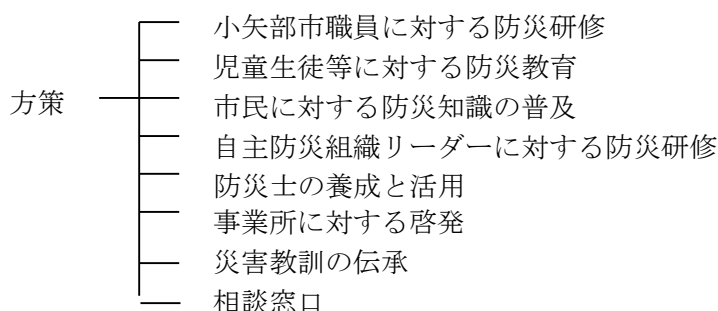 小矢部市職員に対する防災研修
児童生徒等に対する防災教育
方策
市民に対する防災知識の普及
自主防災組織リーダーに対する防災研修
防災士の養成と活用
事業所に対する啓発
災害教訓の伝承
相談窓口